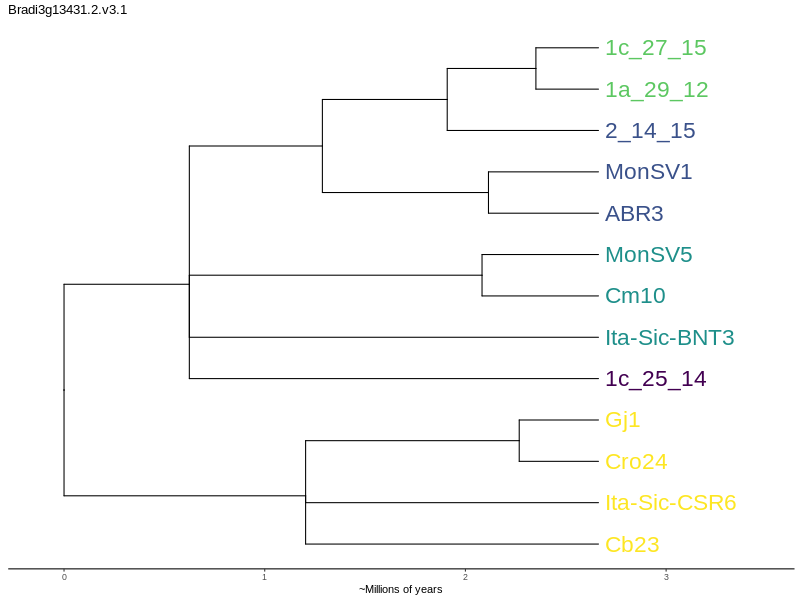 Bradi3g13431.2.v3.1
1c_27_15
1a_29_12
2_14_15
MonSV1
ABR3
MonSV5
Cm10
Ita-Sic-BNT3
1c_25_14
Gj1
Cro24
Ita-Sic-CSR6
Cb23
0 1 2 3
~Millions of years